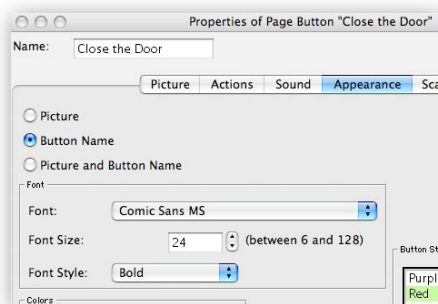 Properties of Page Button "Close the Door"
Name: Close the Door
Picture Actions Sound Appearance
Picture
Button Name
Picture and Button Name
Font
Font: Comic Sans MS
Font Size: 24 (between 6 and 128)
Font Style: Bold
Button St
Purpl
Red
Colors